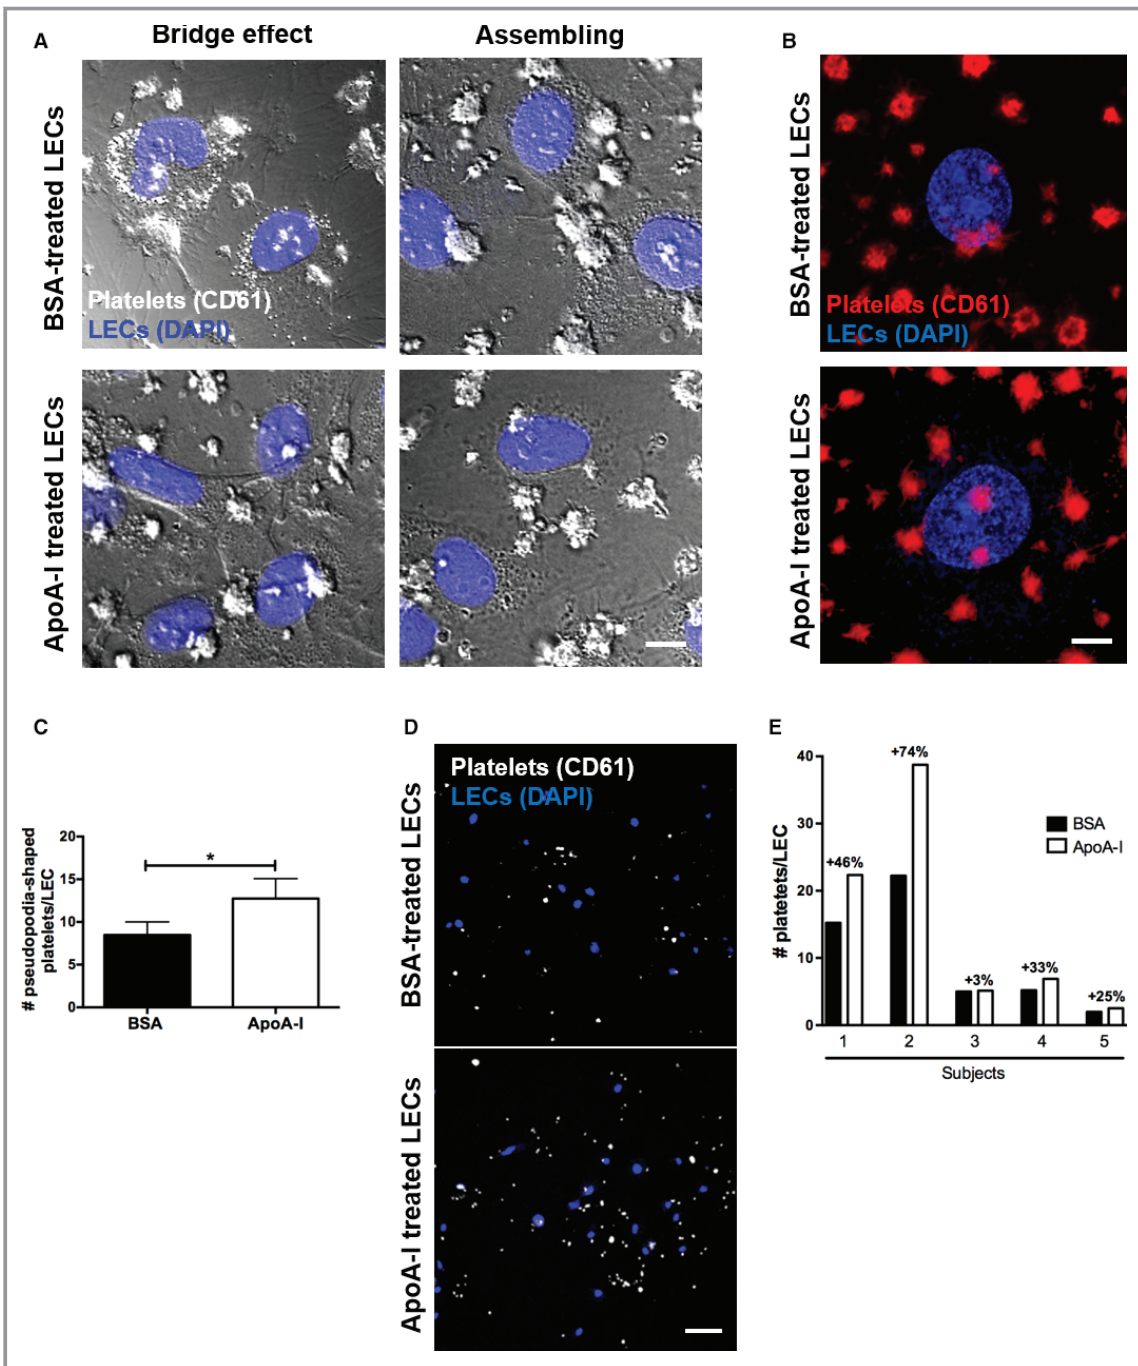 A
Bridge effect
Assembling
B
BSA-treated LECs
Platelets (CD61)
LECs (DAPI)
BSA-treated LECs
Platelets (CD61)
LECs (DAPI)
ApoA-I treated LECs
ApoA-I treated LECs
C
# pseudopodia-shaped
platelets/LEC
20
15
10
5
0
*
BSA
ApoA-I
D
Platelets (CD61)
LECs (DAPI)
BSA-treated LECs
ApoA-I treated LECs
E
# platetets/LEC
40
30
20
10
0
+46%
+74%
+3%
+33%
+25%
BSA
ApoA-I
1 2 3 4 5
Subjects